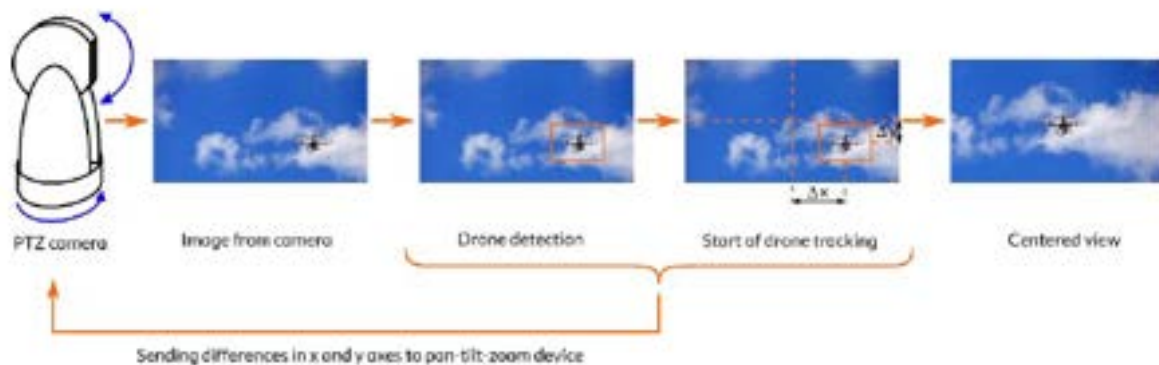 PTZ camera
Image from camera
Drone detection
Start of drone tracking
Centered view
Δx
Sending differences in x and y axes to pan-tilt-zoom device